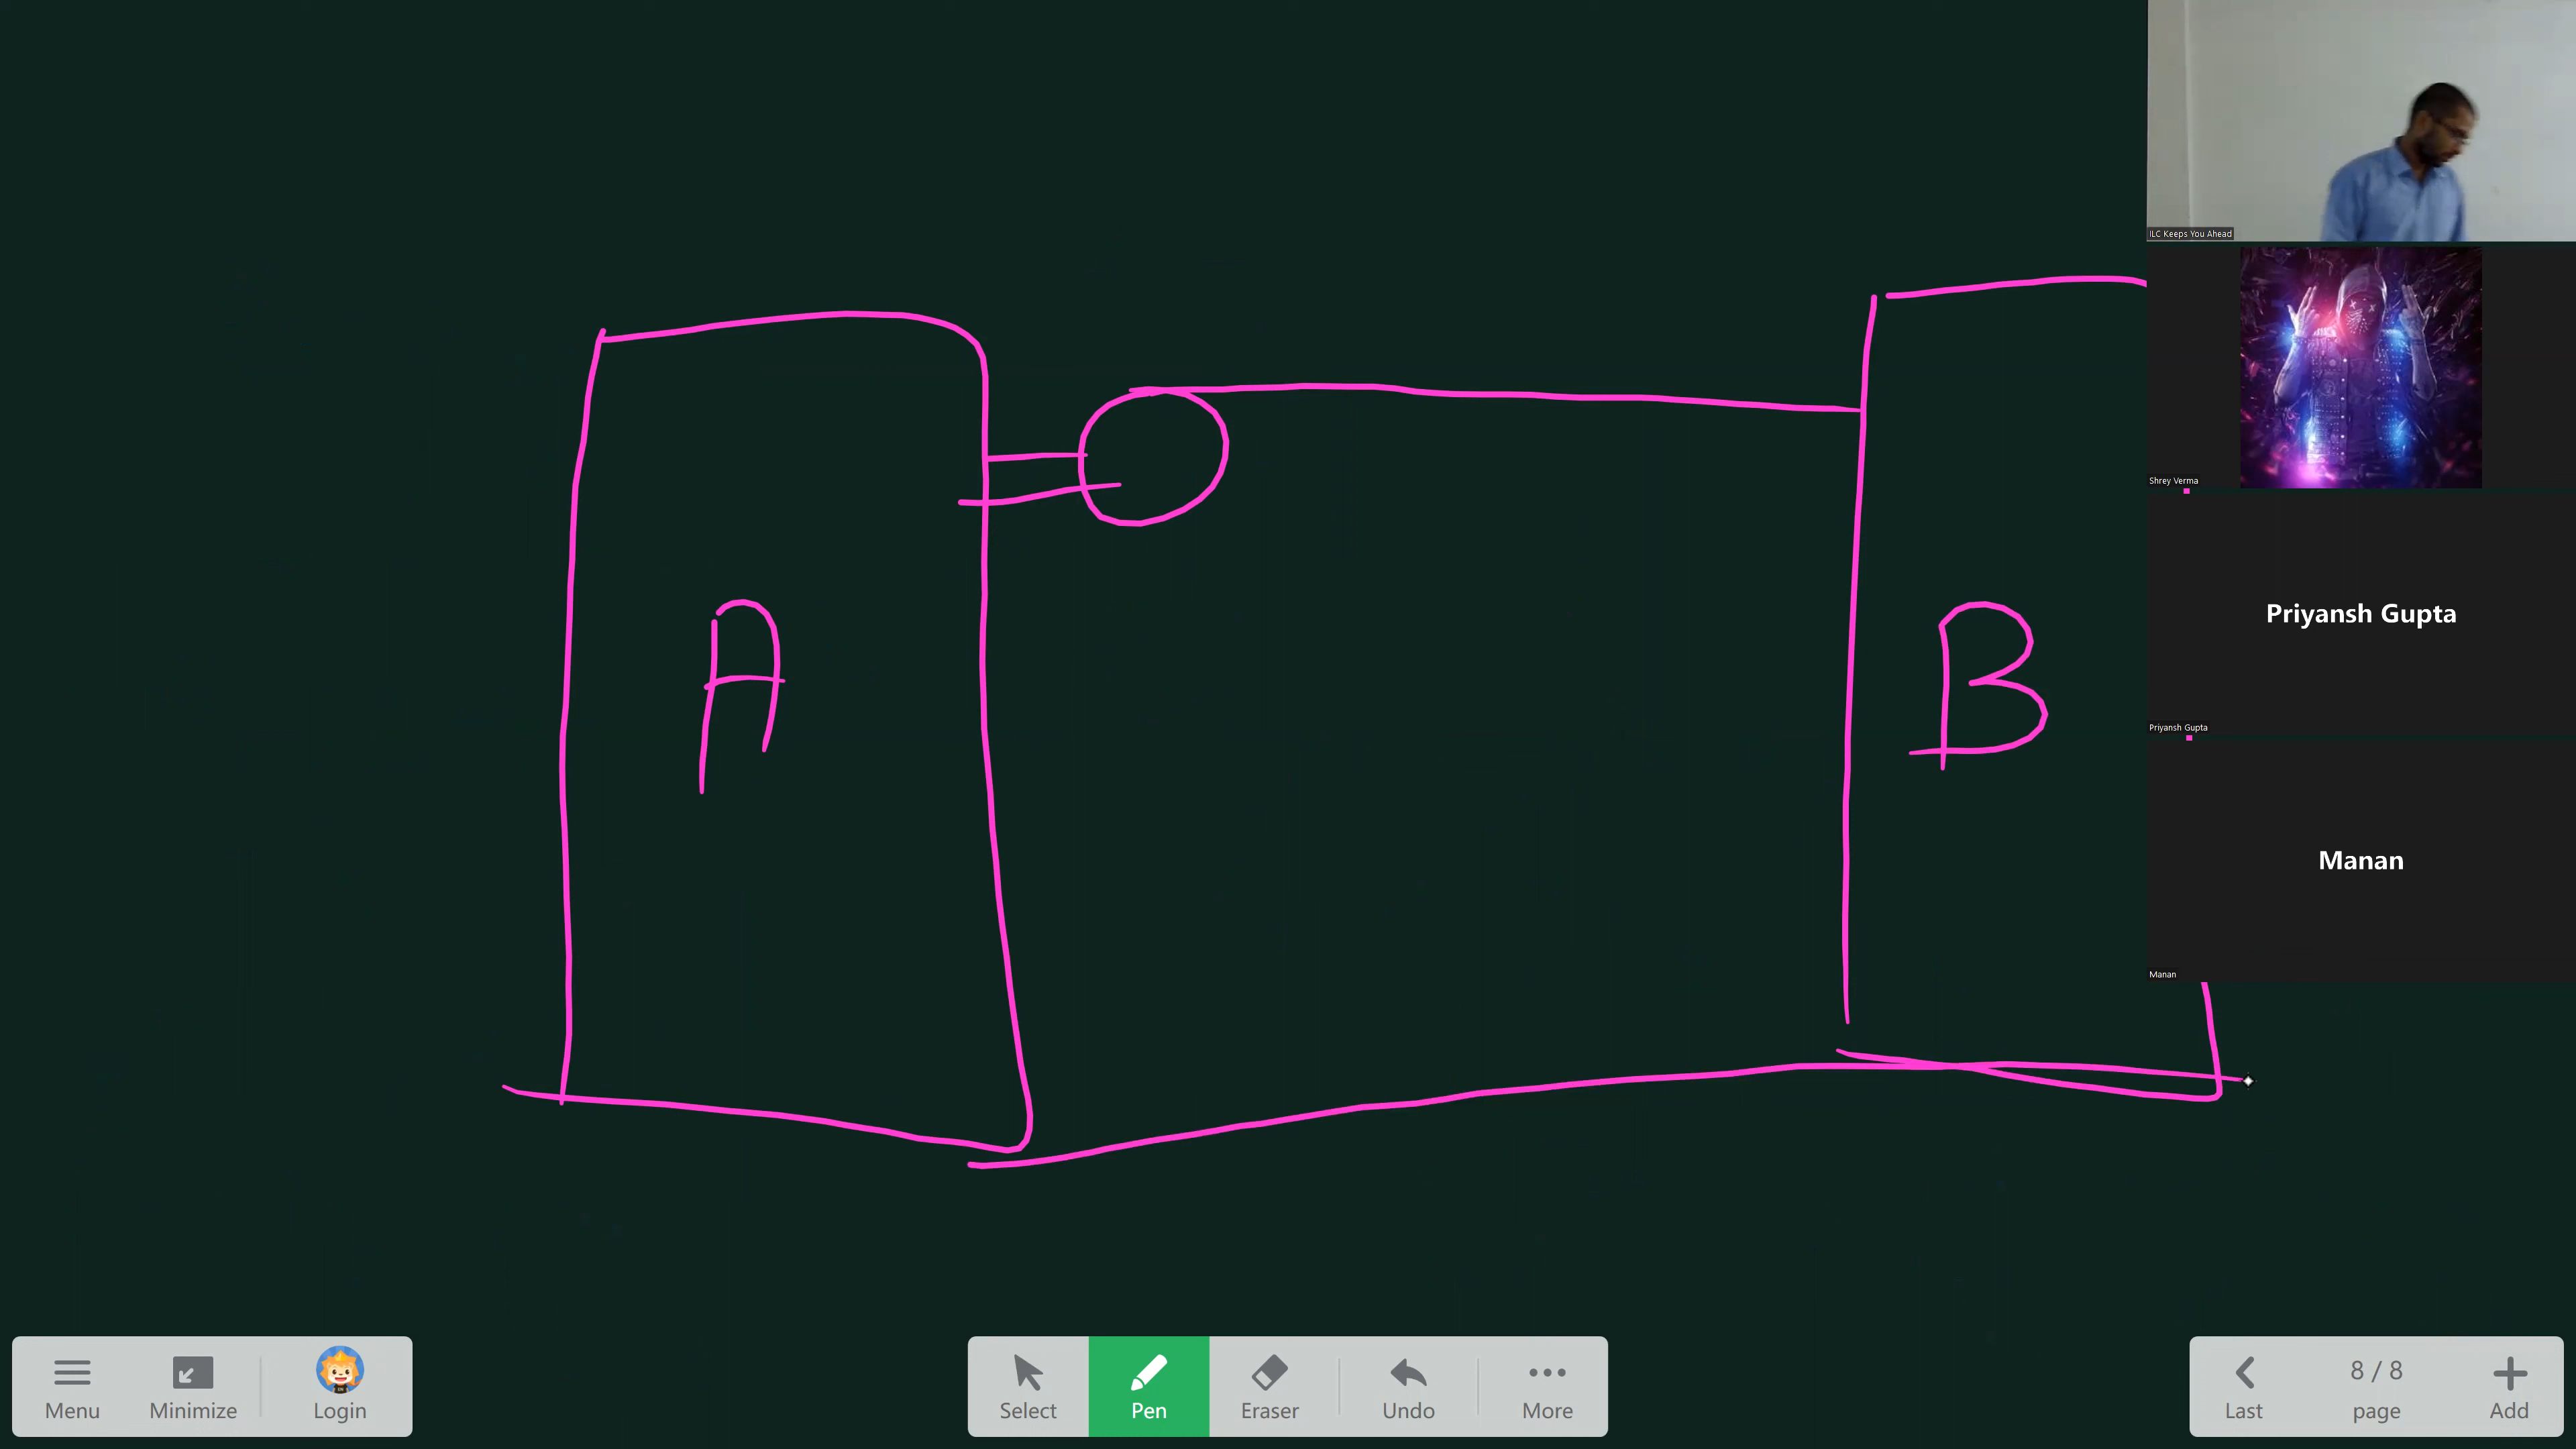 ILC Keeps You Ahead
Shrey Verma
A
B
Priyansh Gupta
Priyansh Gupta
Manan
Manan
Menu
Minimize
Login
Select
Pen
Eraser
Undo
More
Last
8 / 8
page
Add